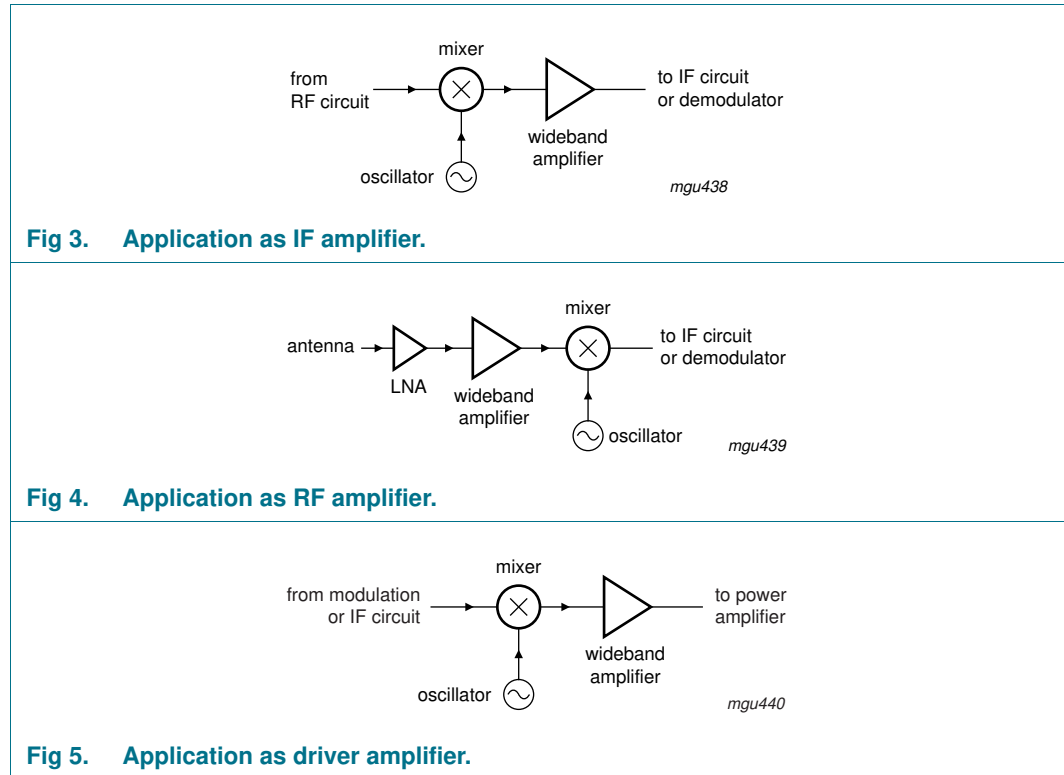 mixer
from
RF circuit
to IF circuit
or demodulator
wideband
amplifier
oscillator
mgu438
Fig 3. Application as IF amplifier.
mixer
antenna
to IF circuit
or demodulator
LNA
wideband
amplifier
oscillator
mgu439
Fig 4. Application as RF amplifier.
mixer
from modulation
or IF circuit
to power
amplifier
wideband
amplifier
oscillator
mgu440
Fig 5. Application as driver amplifier.